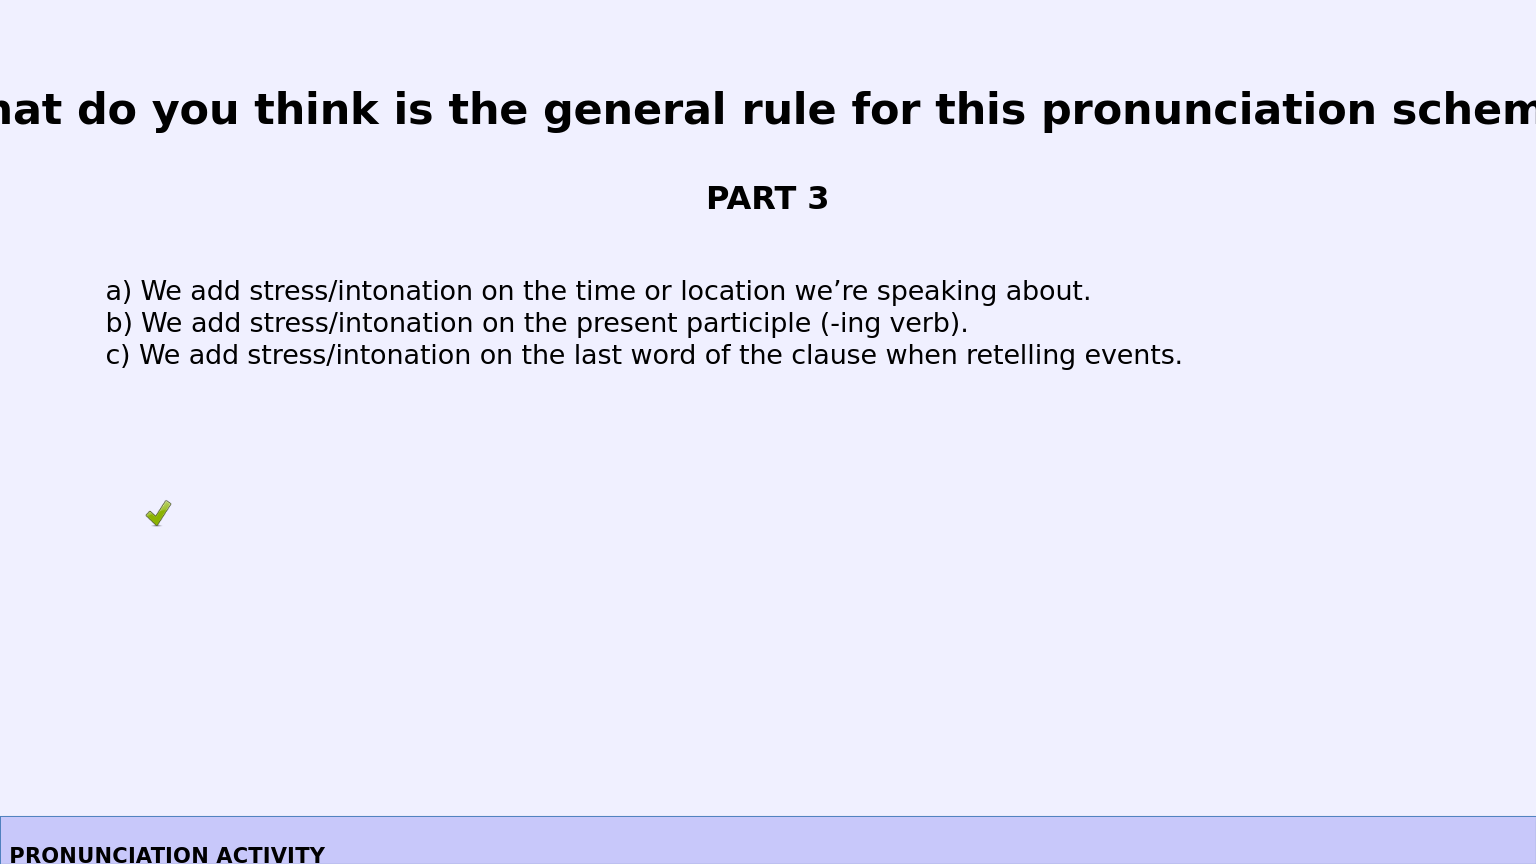 hat do you think is the general rule for this pronunciation schem
PART 3
a) We add stress/intonation on the time or location we’re speaking about.
b) We add stress/intonation on the present participle (-ing verb).
c) We add stress/intonation on the last word of the clause when retelling events.
PRONUNCIATION ACTIVITY